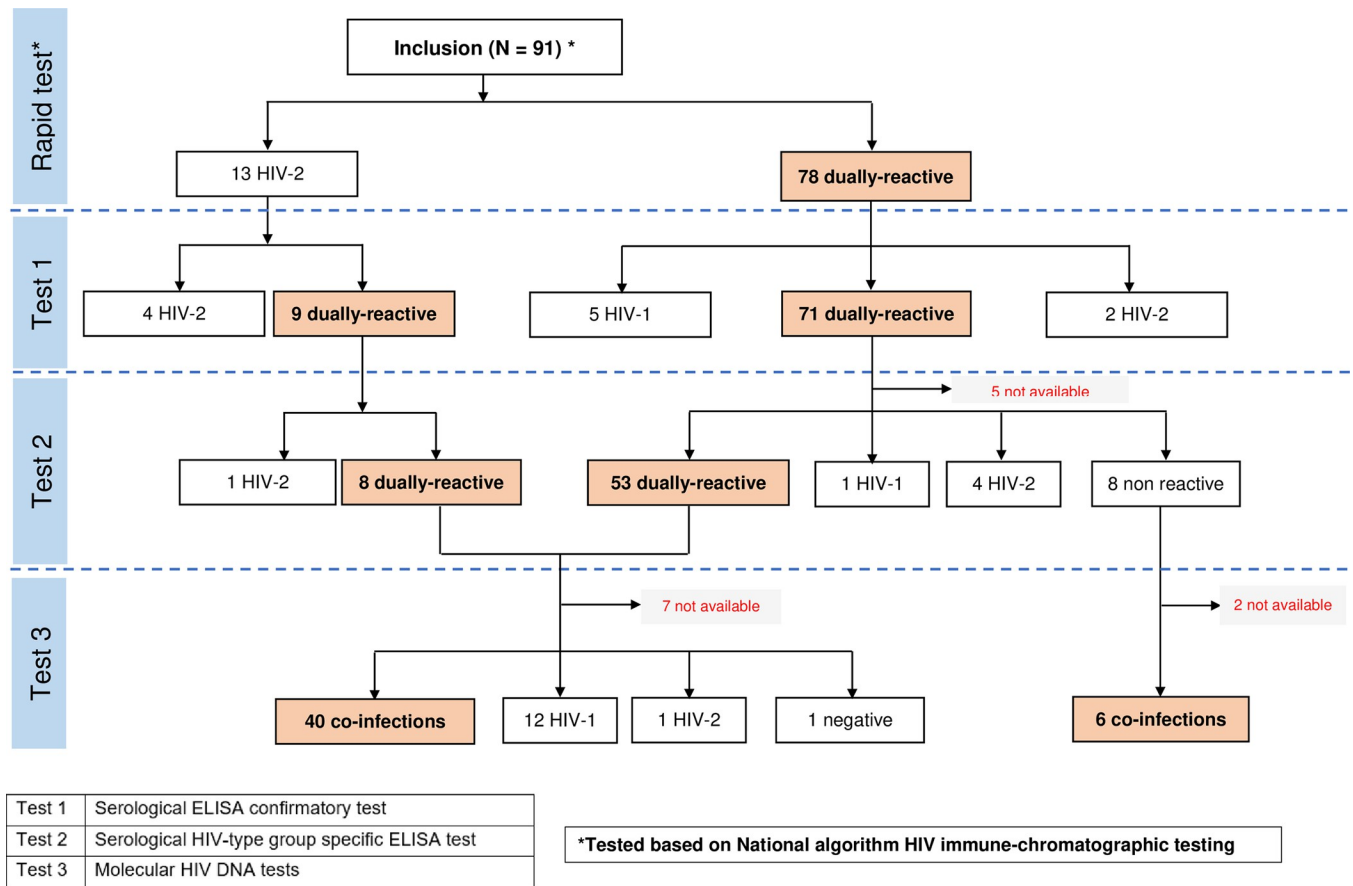 Rapid test*
Inclusion (N = 91) *
13 HIV-2
78 dually-reactive
Test 1
4 HIV-2
9 dually-reactive
5 HIV-1
71 dually-reactive
2 HIV-2
Test 2
5 not available
1 HIV-2
8 dually-reactive
53 dually-reactive
1 HIV-1
4 HIV-2
8 non reactive
Test 3
7 not available
2 not available
40 co-infections
12 HIV-1
1 HIV-2
1 negative
6 co-infections
Test 1 Serological ELISA confirmatory test
Test 2 Serological HIV-type group specific ELISA test
Test 3 Molecular HIV DNA tests
*Tested based on National algorithm HIV immune-chromatographic testing